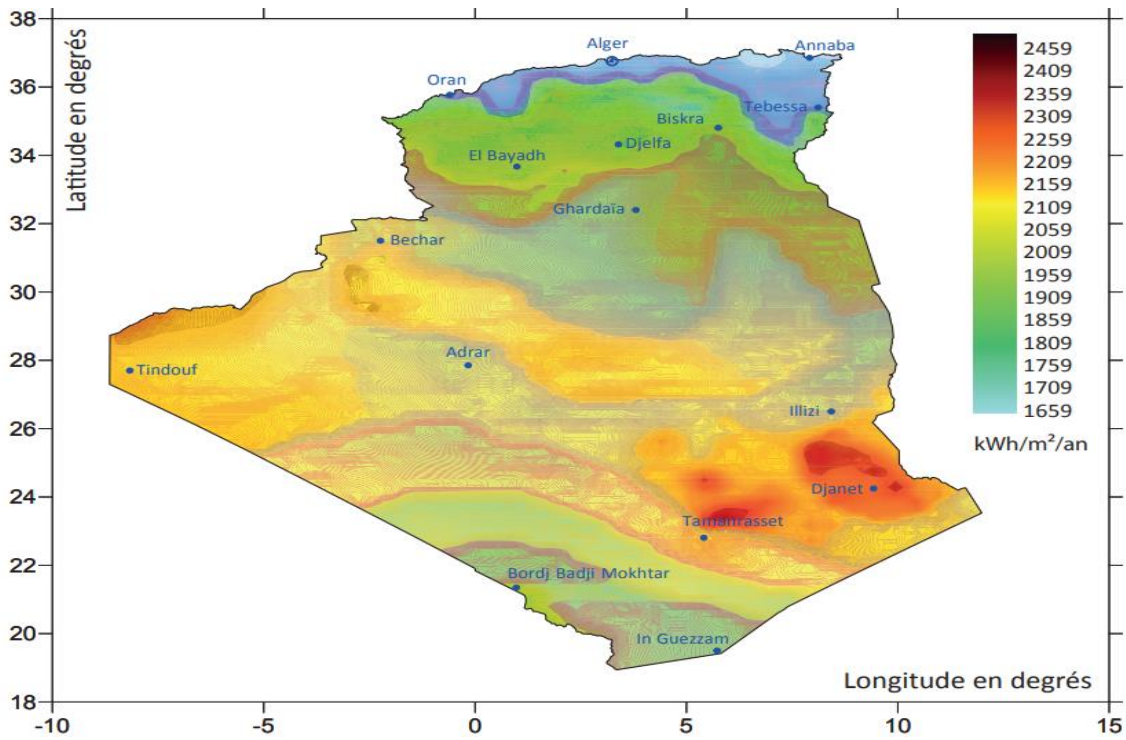 38
36
34
32
30
28
26
24
22
20
18
Latitude en degrés
Alger
Annaba
Oran
Tebessa
Biskra
Djelfa
El Bayadh
Ghardaïa
Bechar
Adrar
Tindouf
Illizi
Djanet
Tamanrasset
Bordj Badji Mokhtar
In Guezzam
2459
2409
2359
2309
2259
2209
2159
2109
2059
2009
1959
1909
1859
1759
1709
1659
kWh/m²/an
Longitude en degrés
-10
-5
0
5
10
15